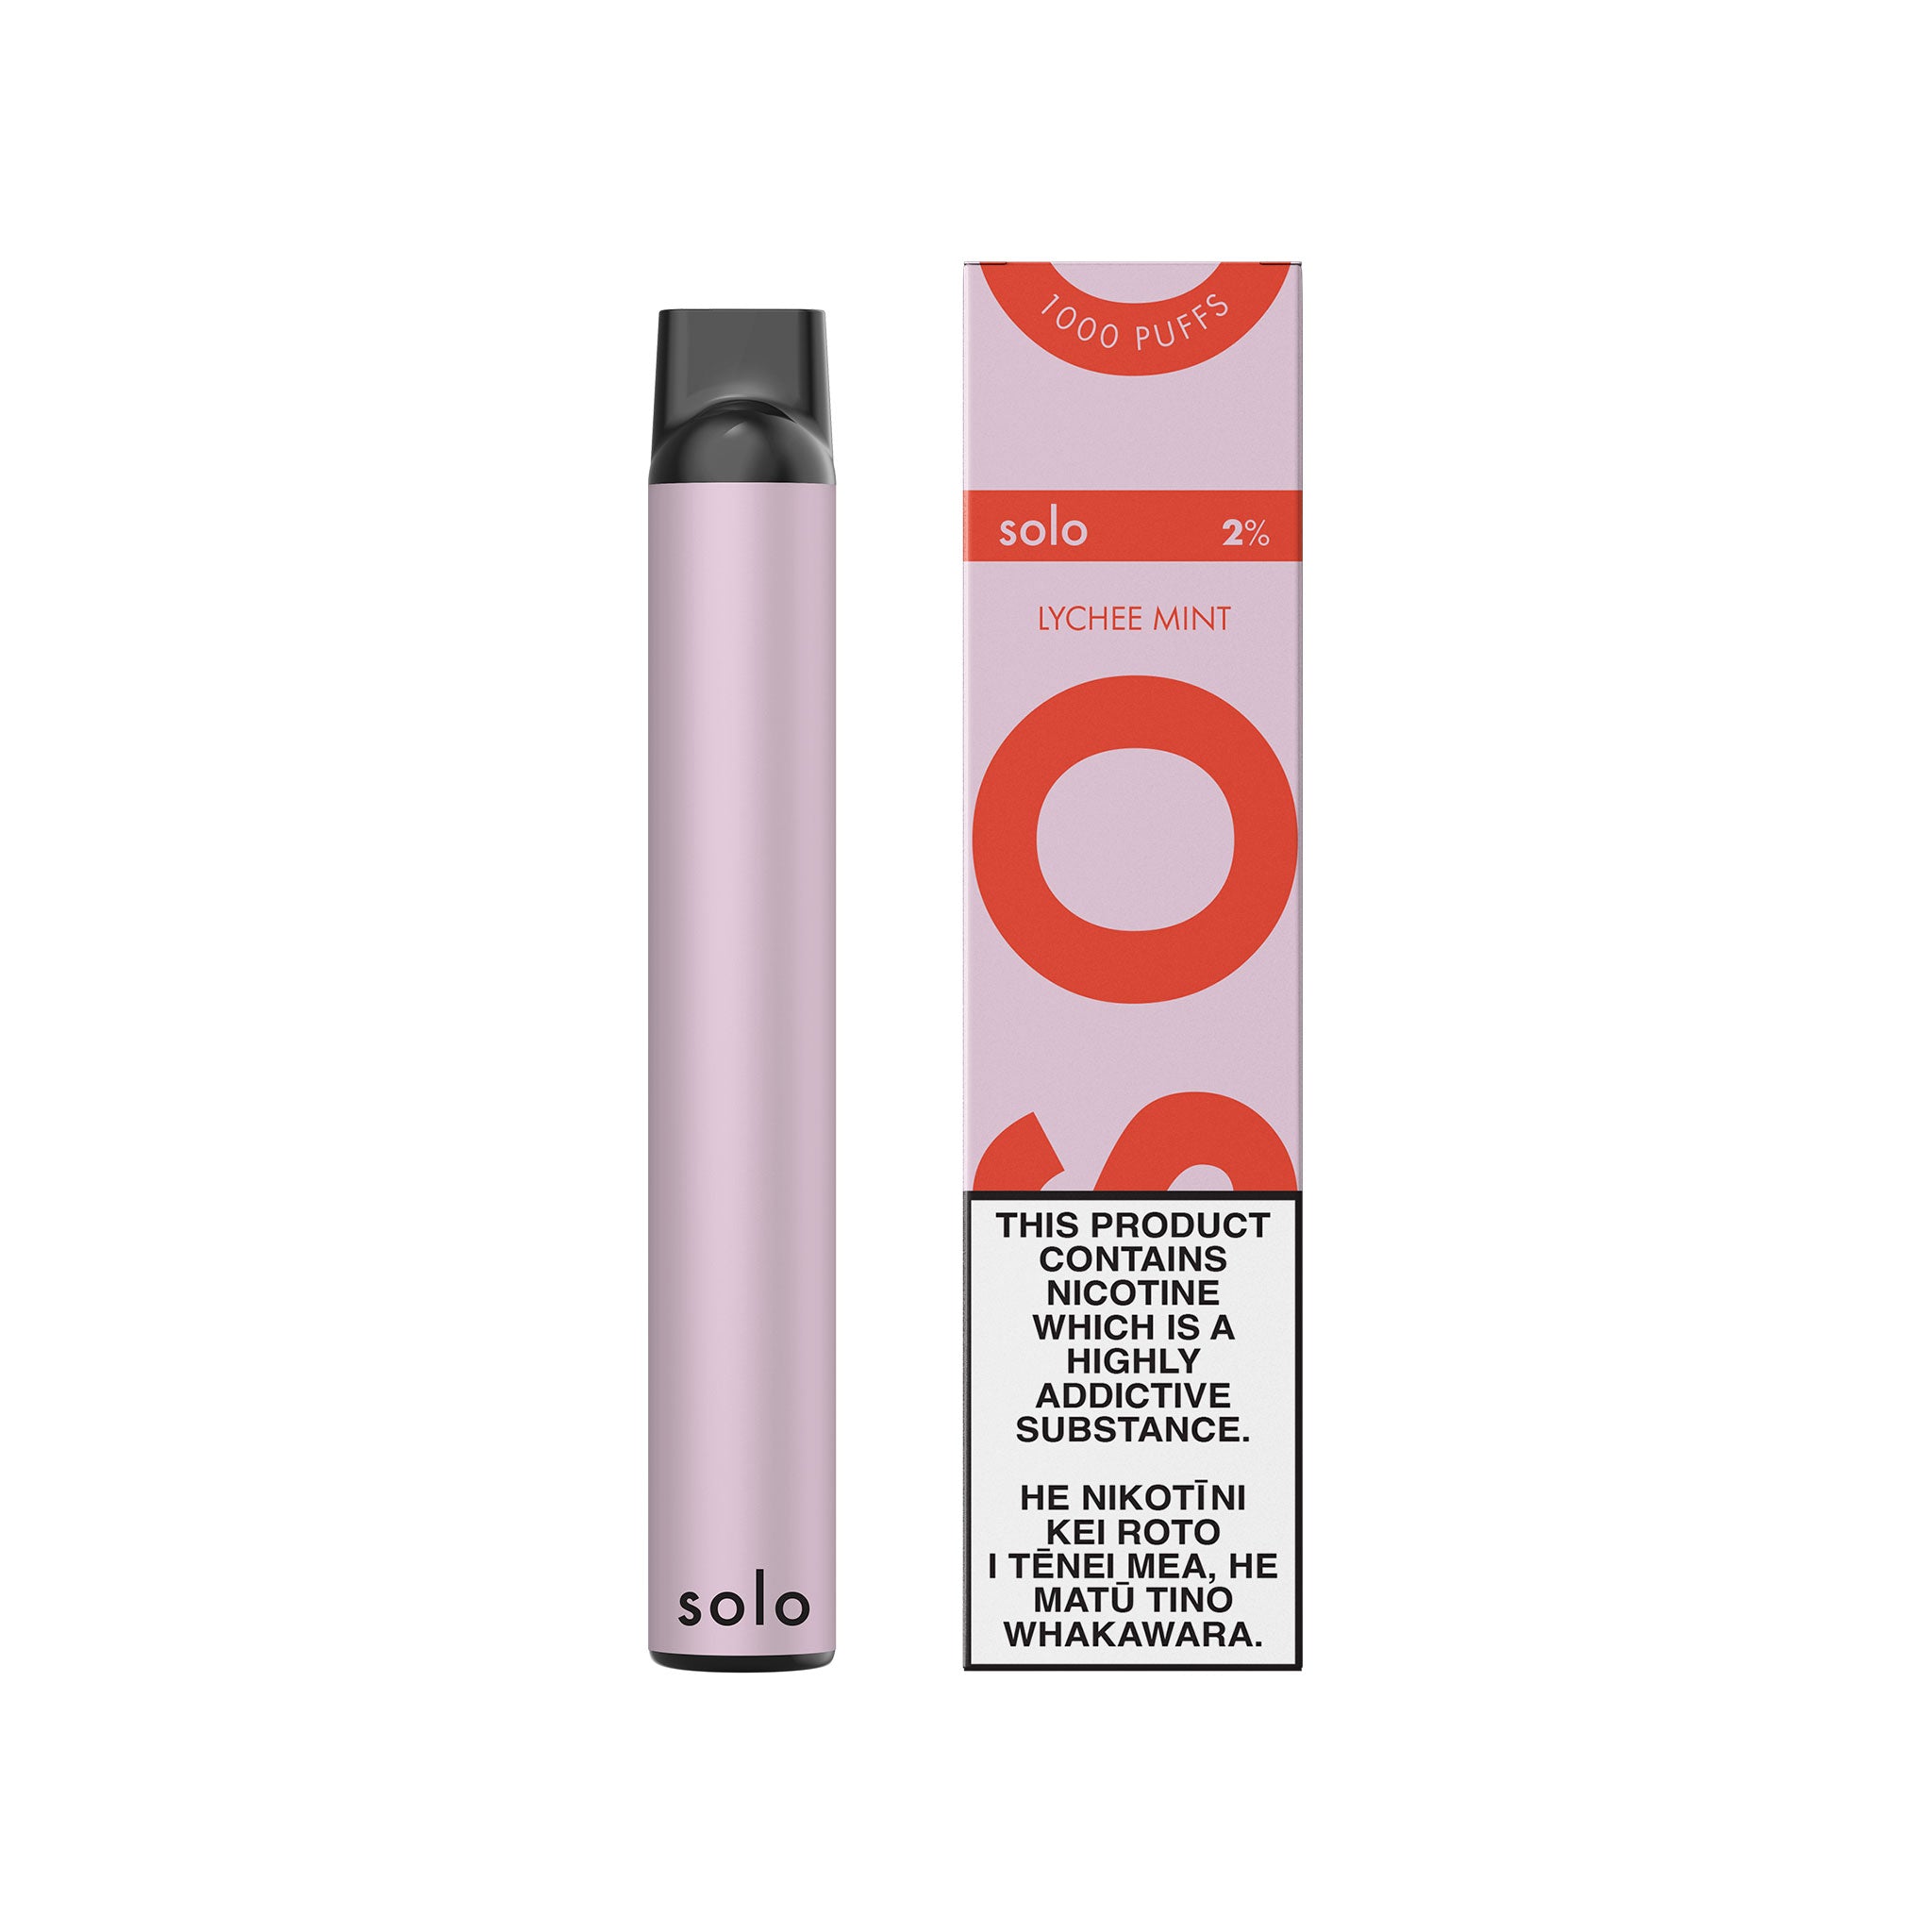 solo
1000 PUFFS
solo 2%
LYCHEE MINT
THIS PRODUCT
CONTAINS
NICOTINE
WHICH IS A
HIGHLY
ADDICTIVE
SUBSTANCE.
HE NIKOTĪNI
KEI ROTO
I TĒNEI MEA, HE
MATŪ TINO
WHAKAWARA.